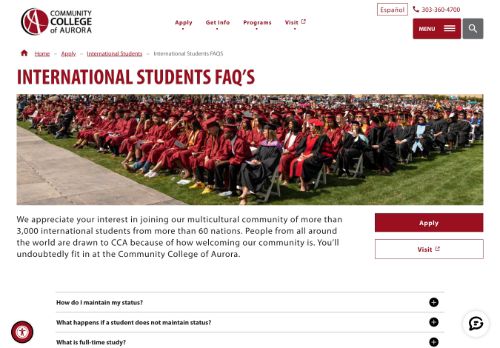 COMMUNITY
COLLEGE
of AURORA
Español
303-360-4700
Apply
Get Info
Programs
Visit
MENU
Home – Apply – International Students – International Students FAQS
INTERNATIONAL STUDENTS FAQ'S
We appreciate your interest in joining our multicultural community of more than
3,000 international students from more than 60 nations. People from all around
the world are drawn to CCA because of how welcoming our community is. You'll
undoubtedly fit in at the Community College of Aurora.
Apply
Visit
How do I maintain my status?
What happens if a student does not maintain status?
What is full-time study?